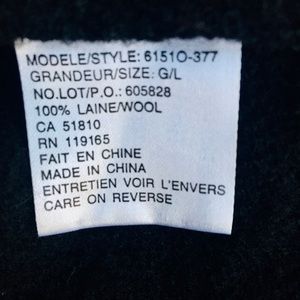 MODELE/STYLE: 6151O-377
GRANDEUR/SIZE: G/L
NO.LOT/P.O.: 605828
100% LAINE/WOOL
CA 51810
RN 119165
FAIT EN CHINE
MADE IN CHINA
ENTRETIEN VOIR L'ENVERS
CARE ON REVERSE